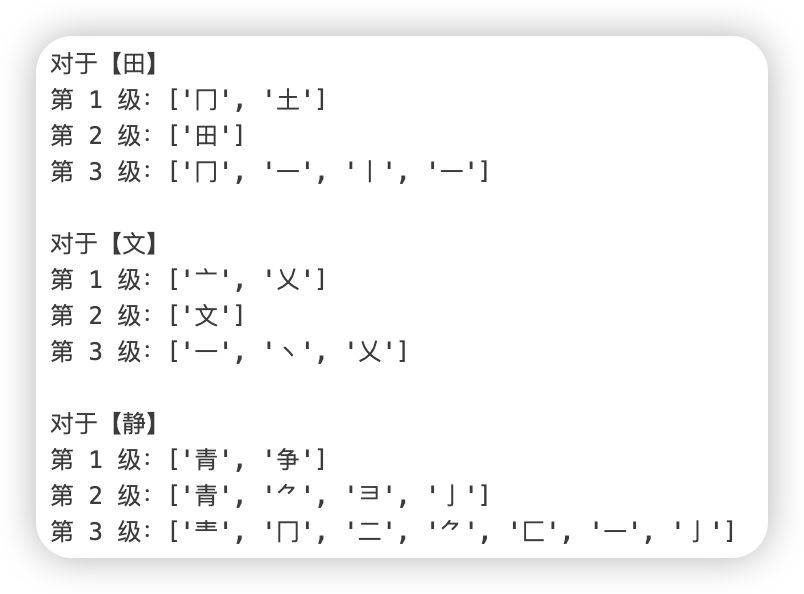 对于【田】
第 1 级: ['冂', '土']
第 2 级: ['田']
第 3 级: ['冂', '一', '丨', '一']
对于【文】
第 1 级: ['亠', '乂']
第 2 级: ['文']
第 3 级: ['一', '丶', '乂']
对于【静】
第 1 级: ['青', '争']
第 2 级: ['青', '⺈', '彐', '亅']
第 3 级: ['龶', '冂', '二', '⺈', '匚', '一', '亅']